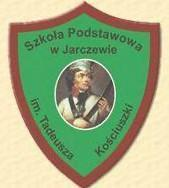 Szkoła Podstawowa
w Jarczewie
im. Tadeusza
Kościuszki